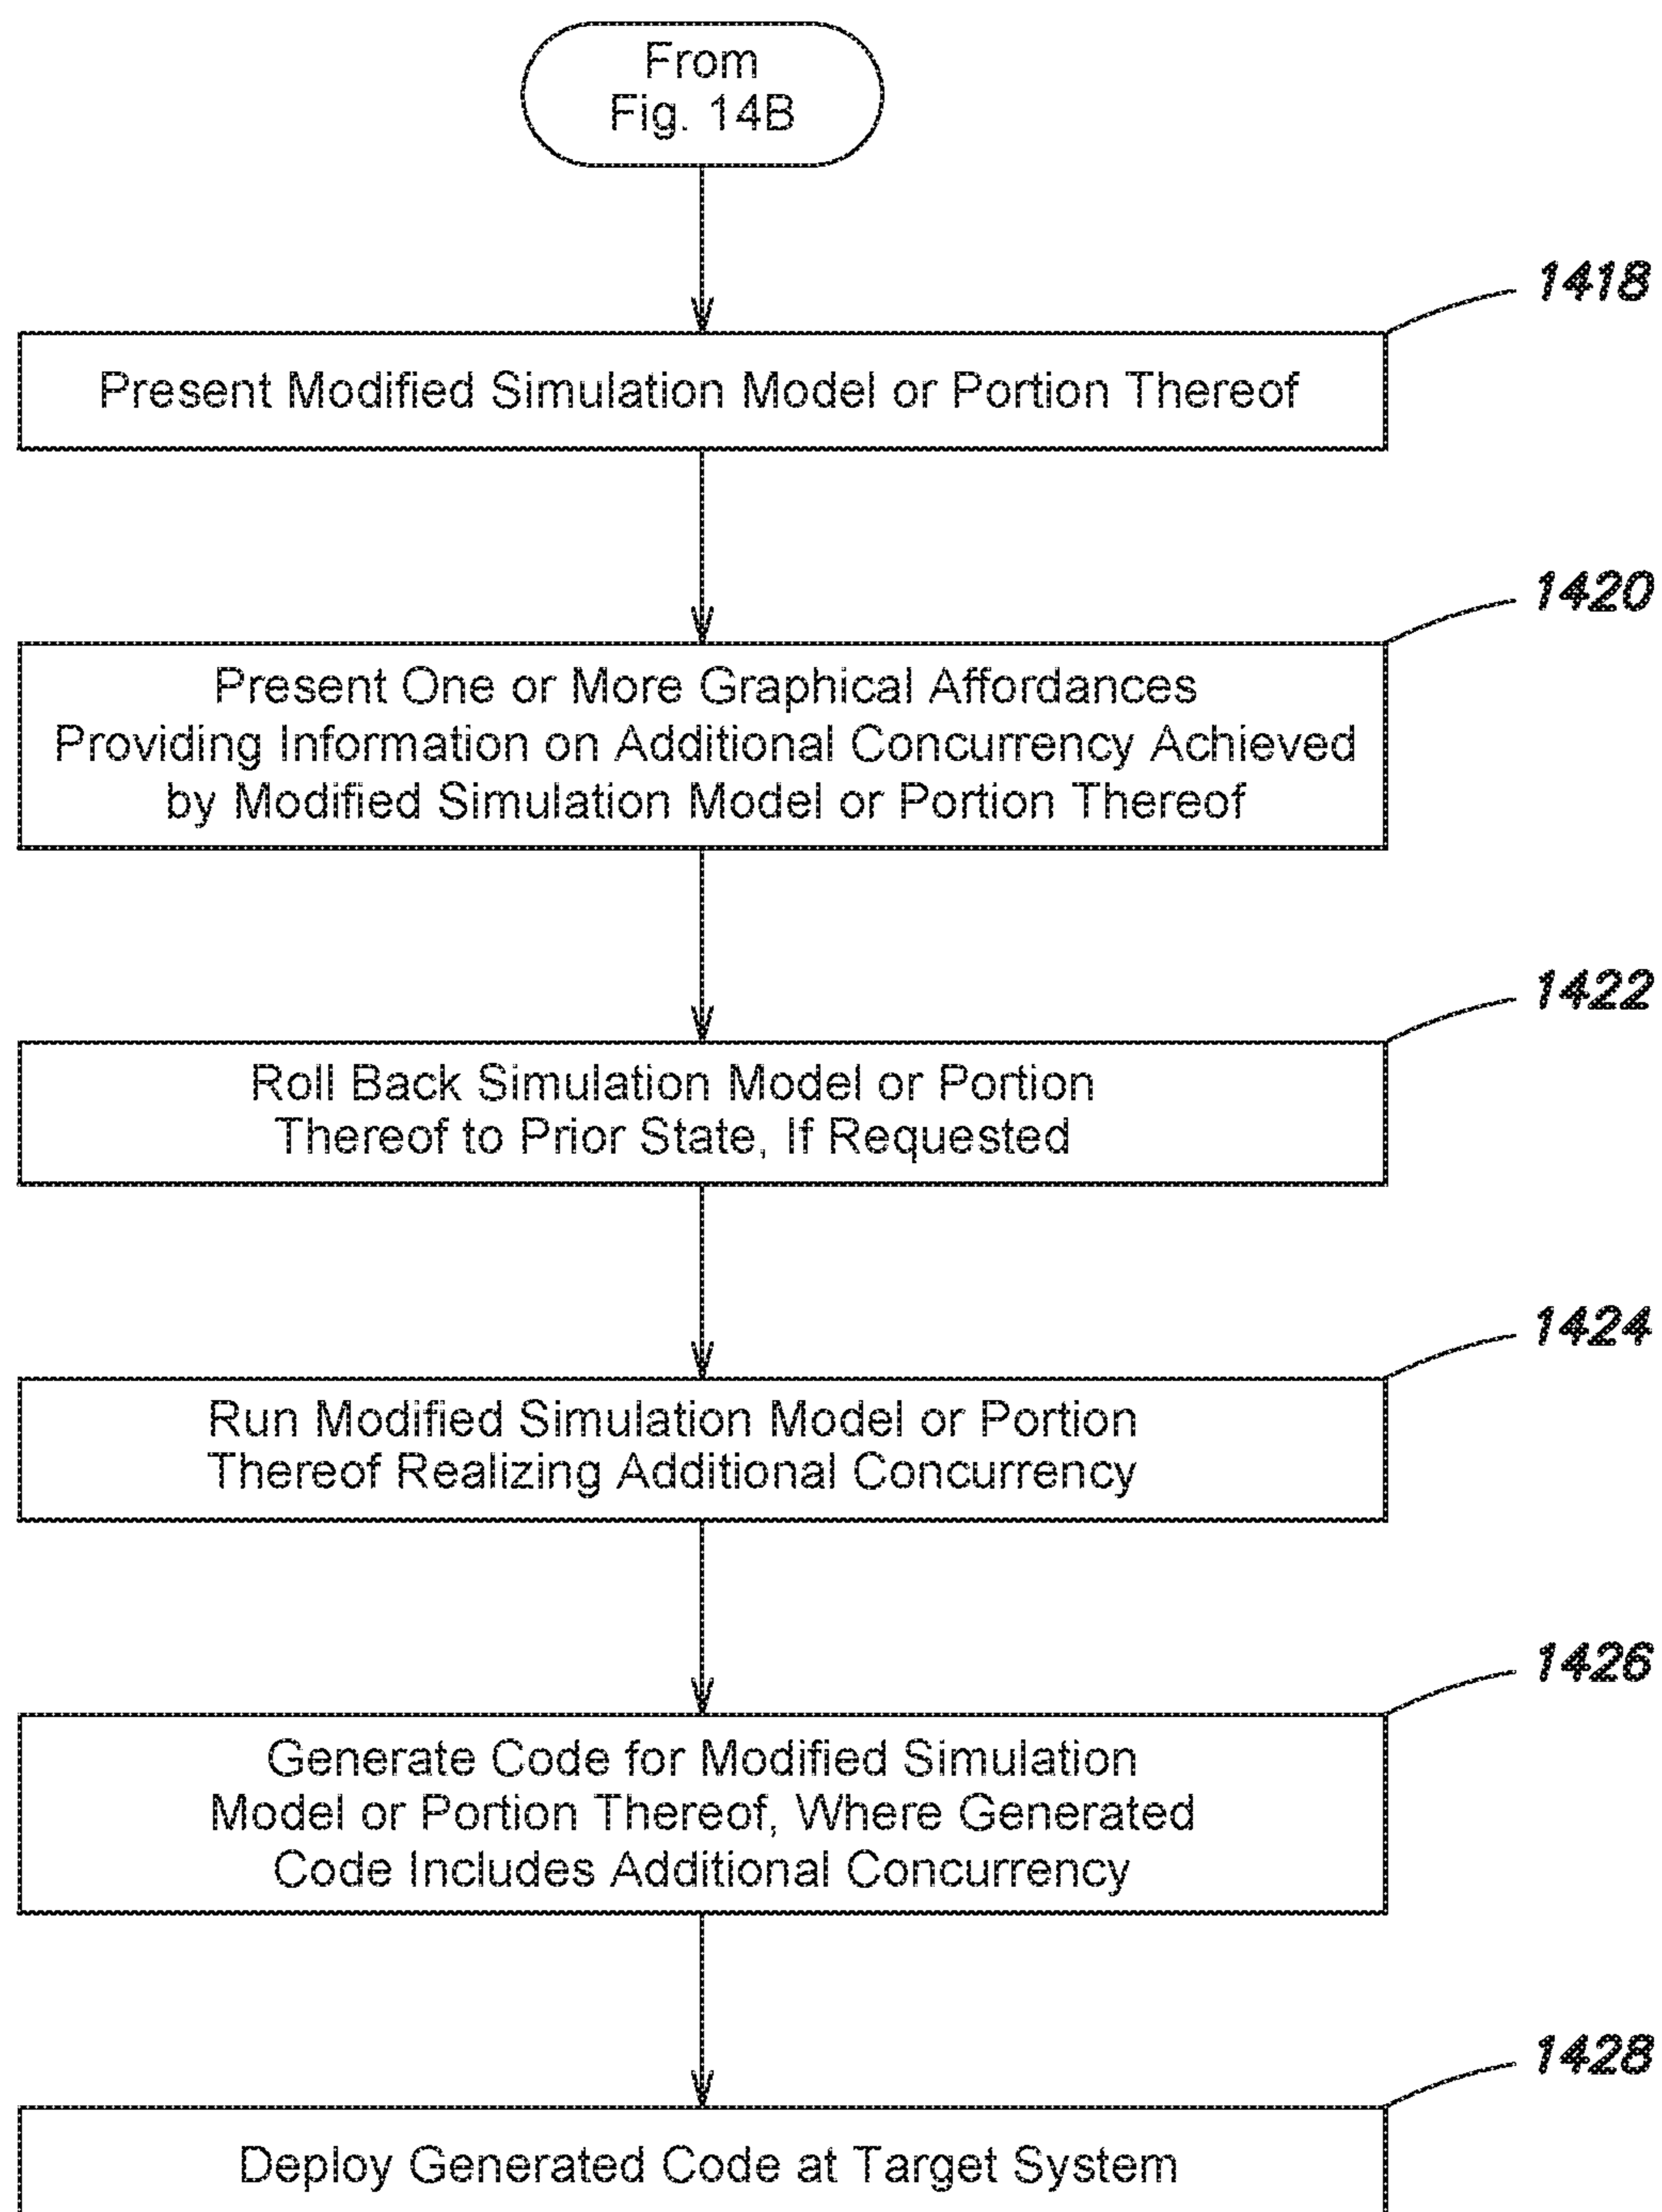 From
Fig. 14B
1418
Present Modified Simulation Model or Portion Thereof
1420
Present One or More Graphical Affordances
Providing Information on Additional Concurrency Achieved
by Modified Simulation Model or Portion Thereof
1422
Roll Back Simulation Model or Portion
Thereof to Prior State, If Requested
1424
Run Modified Simulation Model or Portion
Thereof Realizing Additional Concurrency
1426
Generate Code for Modified Simulation
Model or Portion Thereof, Where Generated
Code Includes Additional Concurrency
1428
Deploy Generated Code at Target System